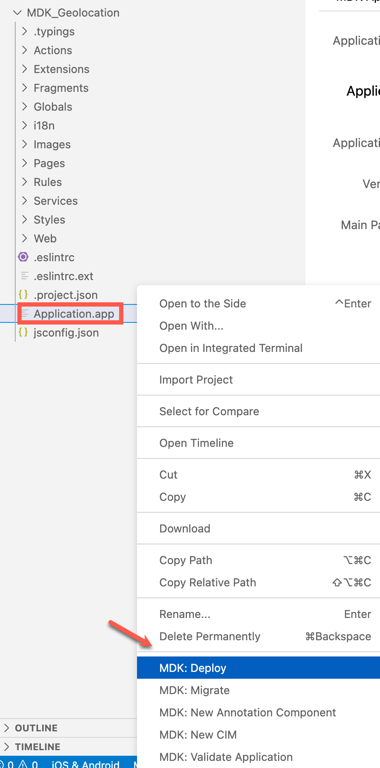 MDK_Geolocation
.typings
Actions
Extensions
Fragments
Globals
i18n
Images
Pages
Rules
Services
Styles
Web
.eslintrc
.eslintrc.ext
.project.json
Application.app
jsconfig.json
Applicati
Applic
Applicati
Ver
Main Pa
Open to the Side ^Enter
Open With...
Open in Integrated Terminal
Import Project
Select for Compare
Open Timeline
Cut ⌘X
Copy ⌘C
Download
Copy Path ⌥⌘C
Copy Relative Path ⇧⌥⌘C
Rename... Enter
Delete Permanently ⌘Backspace
MDK: Deploy
MDK: Migrate
MDK: New Annotation Component
MDK: New CIM
MDK: Validate Application
OUTLINE
TIMELINE
0 0 iOS & Android